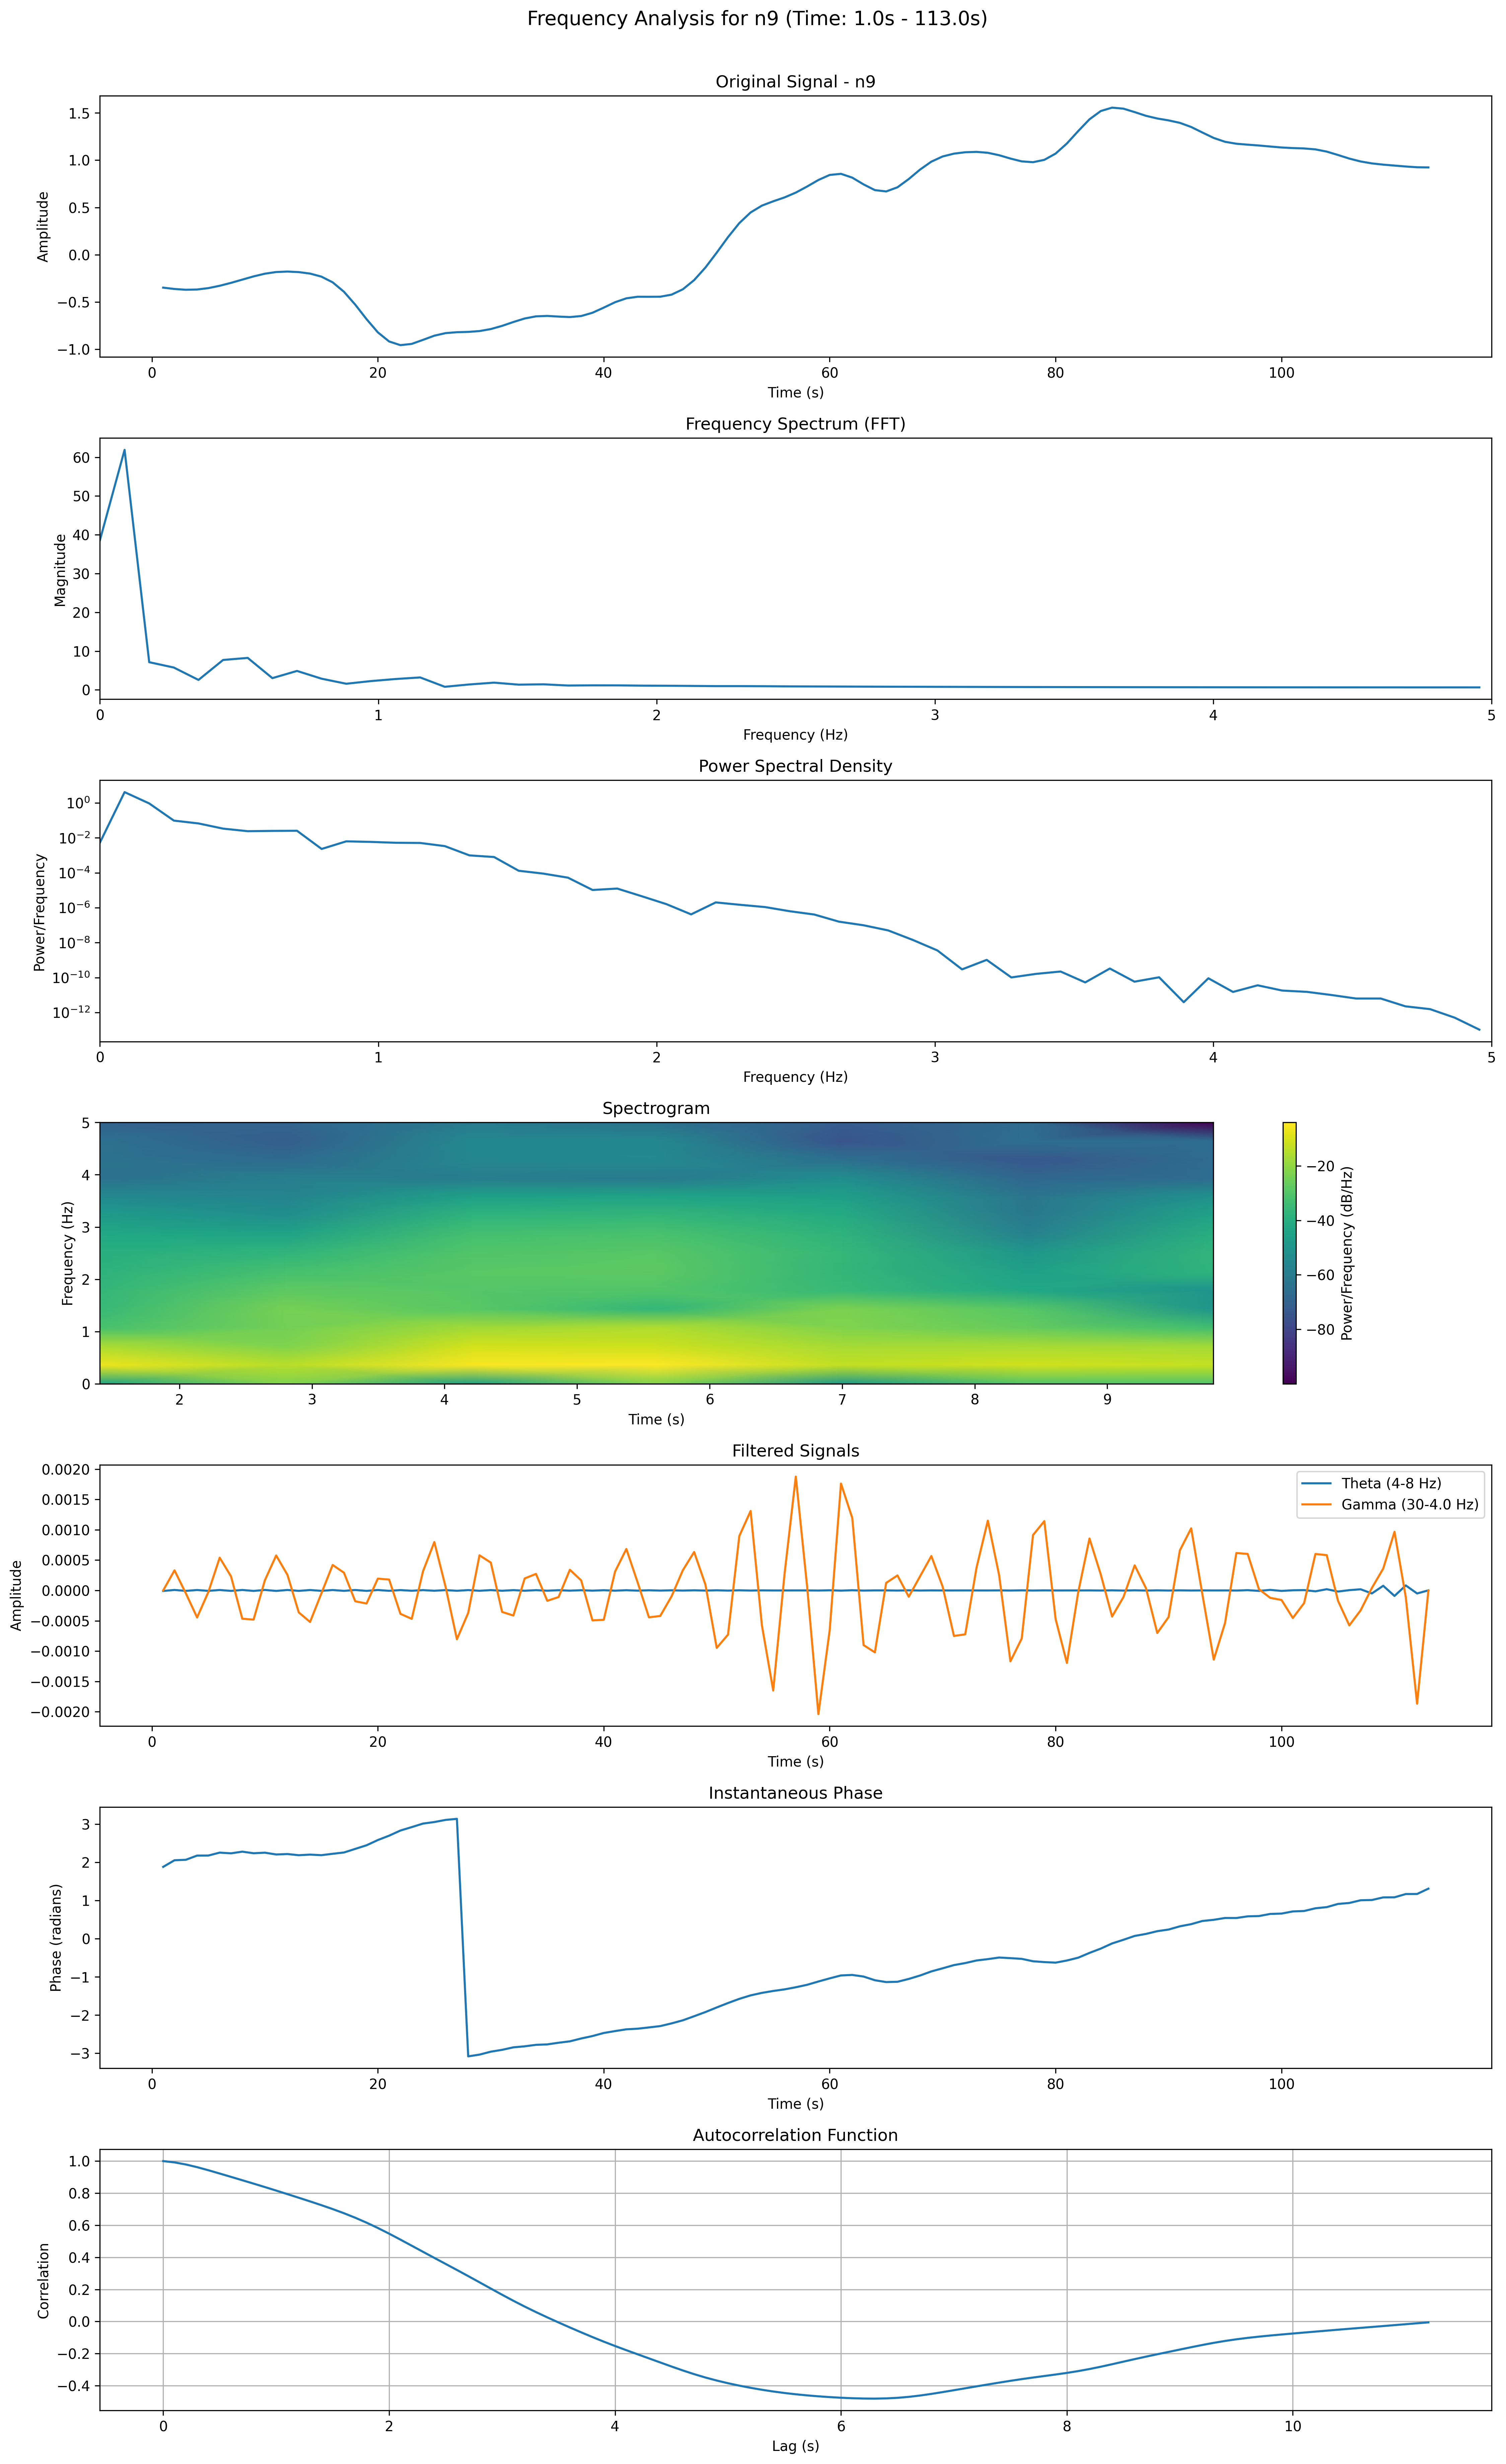 Frequency Analysis for n9 (Time: 1.0s - 113.0s)
Original Signal - n9
1.5
1.0
0.5
0.0
−0.5
−1.0
Amplitude
0 20 40 60 80 100
Time (s)
Frequency Spectrum (FFT)
60
50
40
30
20
10
0
Magnitude
0 1 2 3 4 5
Frequency (Hz)
Power Spectral Density
10⁰
10⁻²
10⁻⁴
10⁻⁶
10⁻⁸
10⁻¹⁰
10⁻¹²
Power/Frequency
0 1 2 3 4 5
Frequency (Hz)
Spectrogram
5
4
3
2
1
0
Frequency (Hz)
2 3 4 5 6 7 8 9
Time (s)
−20
−40
−60
−80
Power/Frequency (dB/Hz)
Filtered Signals
0.0020
0.0015
0.0010
0.0005
0.0000
−0.0005
−0.0010
−0.0015
−0.0020
Amplitude
Theta (4-8 Hz)
Gamma (30-4.0 Hz)
0 20 40 60 80 100
Time (s)
Instantaneous Phase
3
2
1
0
−1
−2
−3
Phase (radians)
0 20 40 60 80 100
Time (s)
Autocorrelation Function
1.0
0.8
0.6
0.4
0.2
0.0
−0.2
−0.4
Correlation
0 2 4 6 8 10
Lag (s)